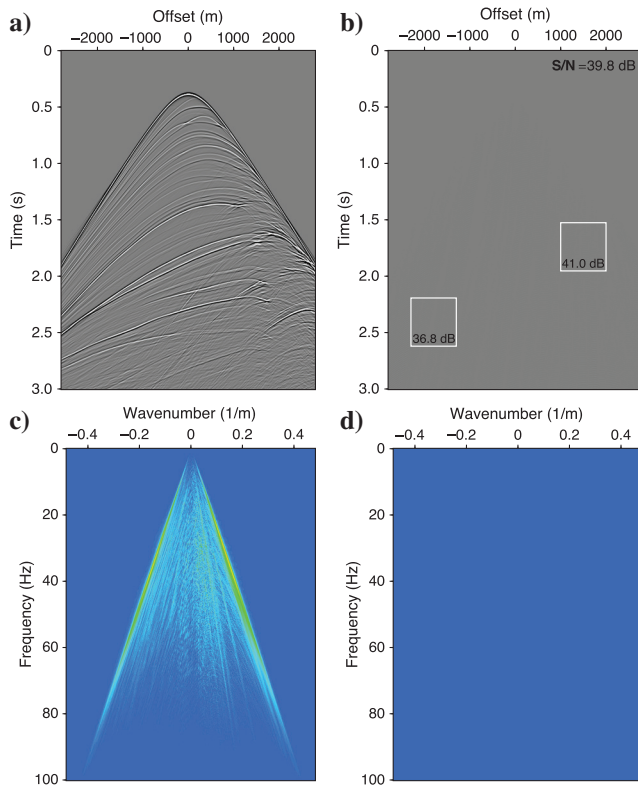 a)
Offset (m)
−2000 −1000 0 1000 2000
0
0.5
1.0
1.5
2.0
2.5
3.0
Time (s)
b)
Offset (m)
−2000 −1000 0 1000 2000
0
0.5
1.0
1.5
2.0
2.5
3.0
Time (s)
S/N =39.8 dB
41.0 dB
36.8 dB
c)
Wavenumber (1/m)
−0.4 −0.2 0 0.2 0.4
0
20
40
60
80
100
Frequency (Hz)
d)
Wavenumber (1/m)
−0.4 −0.2 0 0.2 0.4
0
20
40
60
80
100
Frequency (Hz)